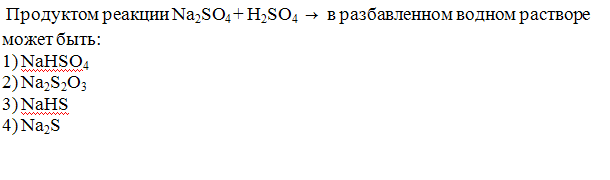 Продуктом реакции Na₂SO₄ + H₂SO₄ → в разбавленном водном растворе
может быть:
1) NaHSO₄
2) Na₂S₂O₃
3) NaHS
4) Na₂S